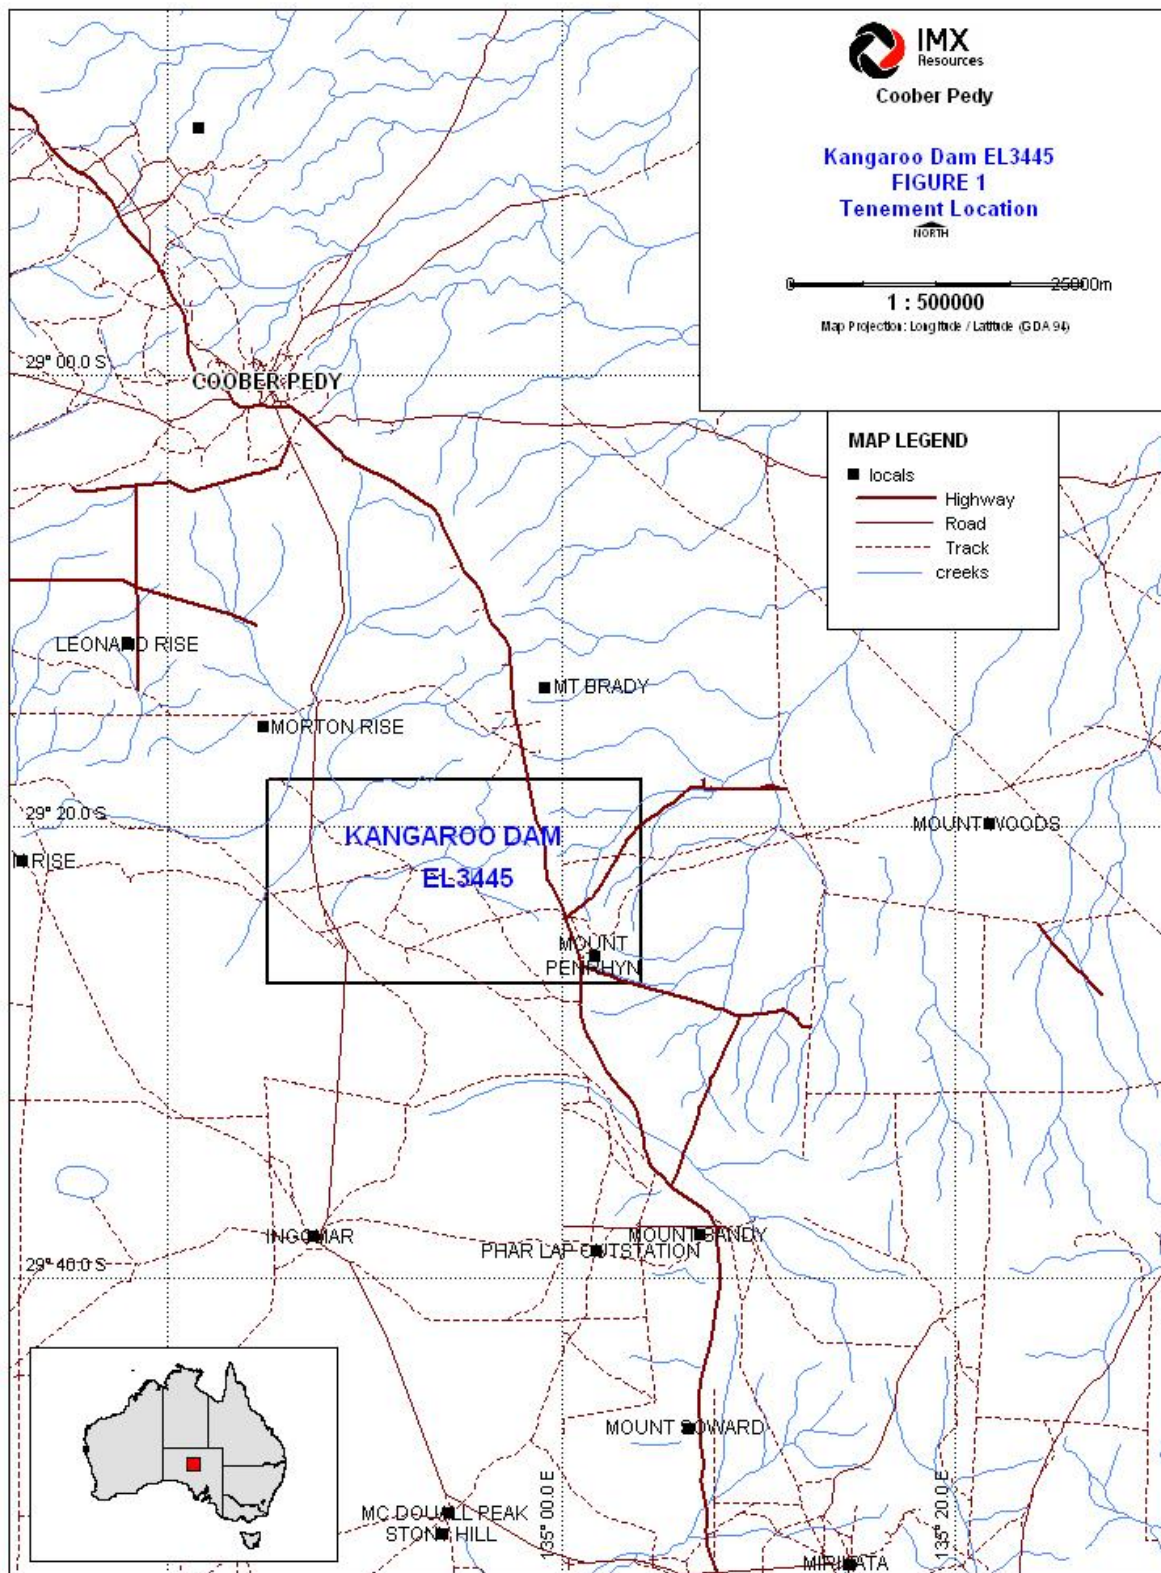 IMX
Resources
Coober Pedy
Kangaroo Dam EL3445
FIGURE 1
Tenement Location
NORTH
0 25000m
1 : 500000
Map Projection: Longitude / Latitude (GDA 94)
29° 00.0 S
COOBER PEDY
MAP LEGEND
locals
Highway
Road
Track
creeks
LEONARD RISE
MT BRADY
MORTON RISE
29° 20.0 S
KANGAROO DAM
EL3445
MOUNT WOODS
RISE
MOUNT
PENRHYN
INGOMAR
MOUNT SANDY
PHAR LAP OUTSTATION
29° 40.0 S
MOUNT SOWARD
135° 00.0 E
135° 20.0 E
MC DOUALL PEAK
STONY HILL
MIRIKATA